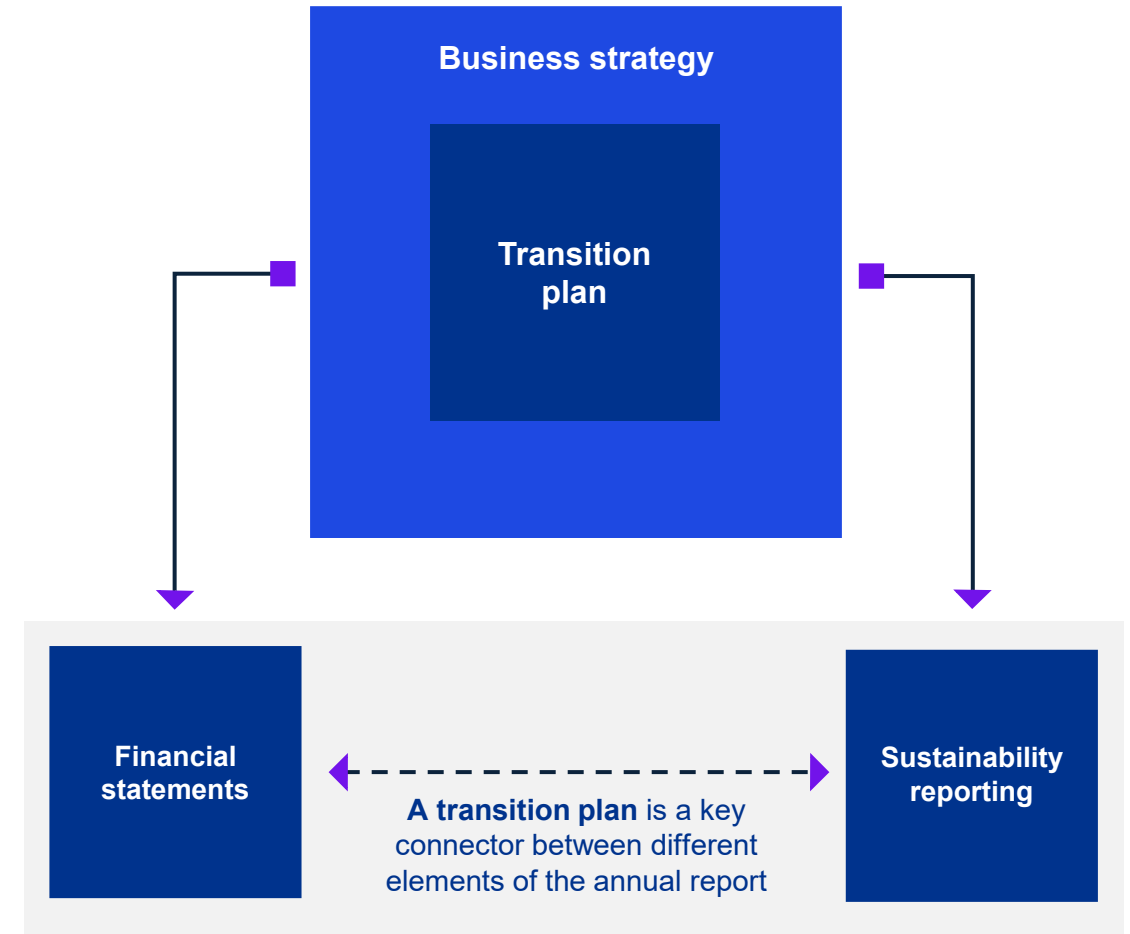 Business strategy
Transition
plan
Financial
statements
A transition plan is a key
connector between different
elements of the annual report
Sustainability
reporting